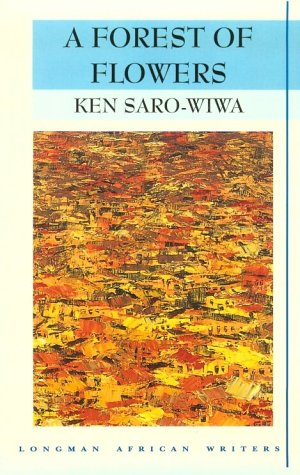 A FOREST OF
FLOWERS
KEN SARO-WIWA
LONGMAN AFRICAN WRITERS